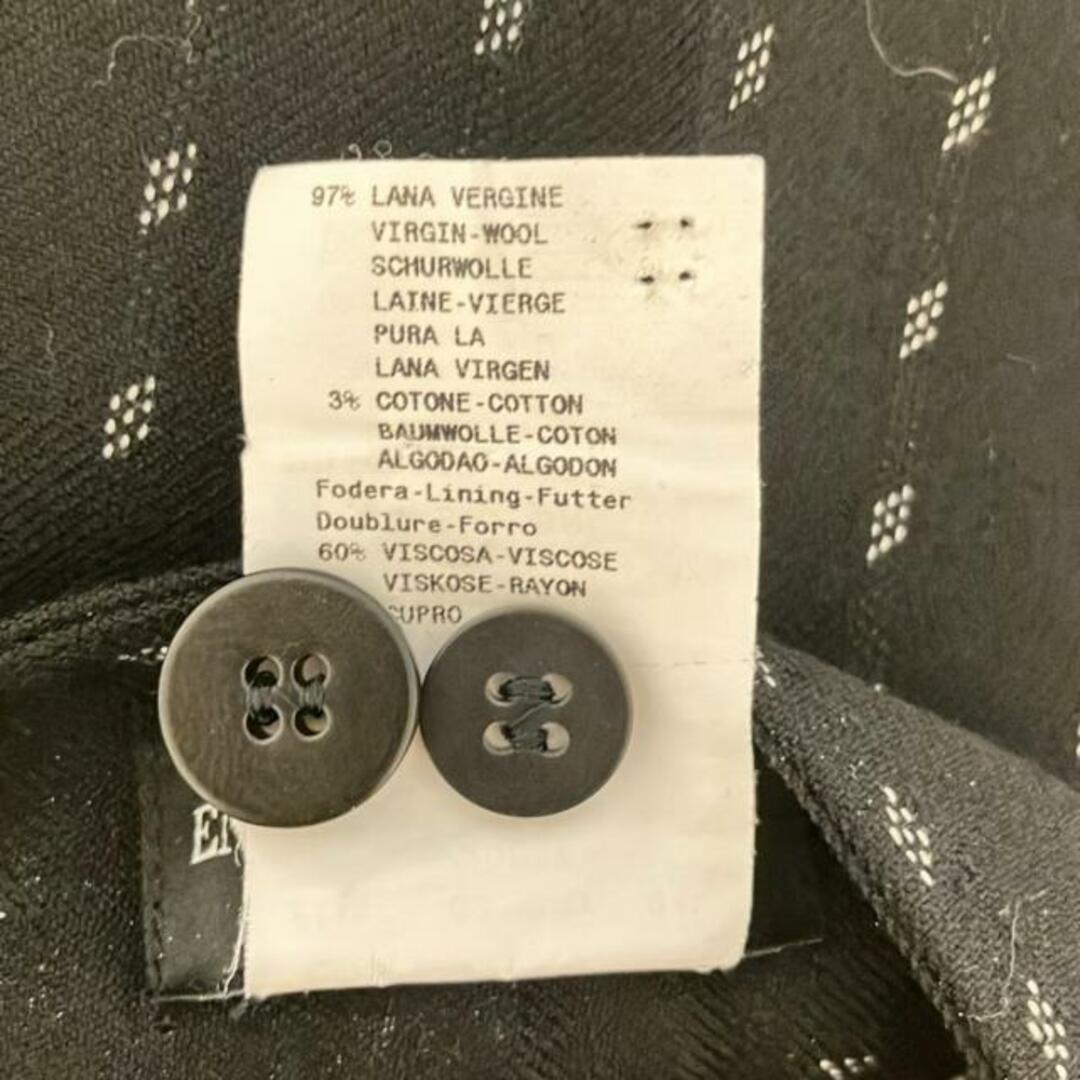 97% LANA VERGINE
VIRGIN-WOOL
SCHURWOLLE
LAINE-VIERGE
PURA LA
LANA VIRGEN
3% COTONE-COTTON
BAUMWOLLE-COTON
ALGODAO-ALGODON
Fodera-Lining-Futter
Doublure-Forro
60% VISCOSA-VISCOSE
VISKOSE-RAYON
CUPRO